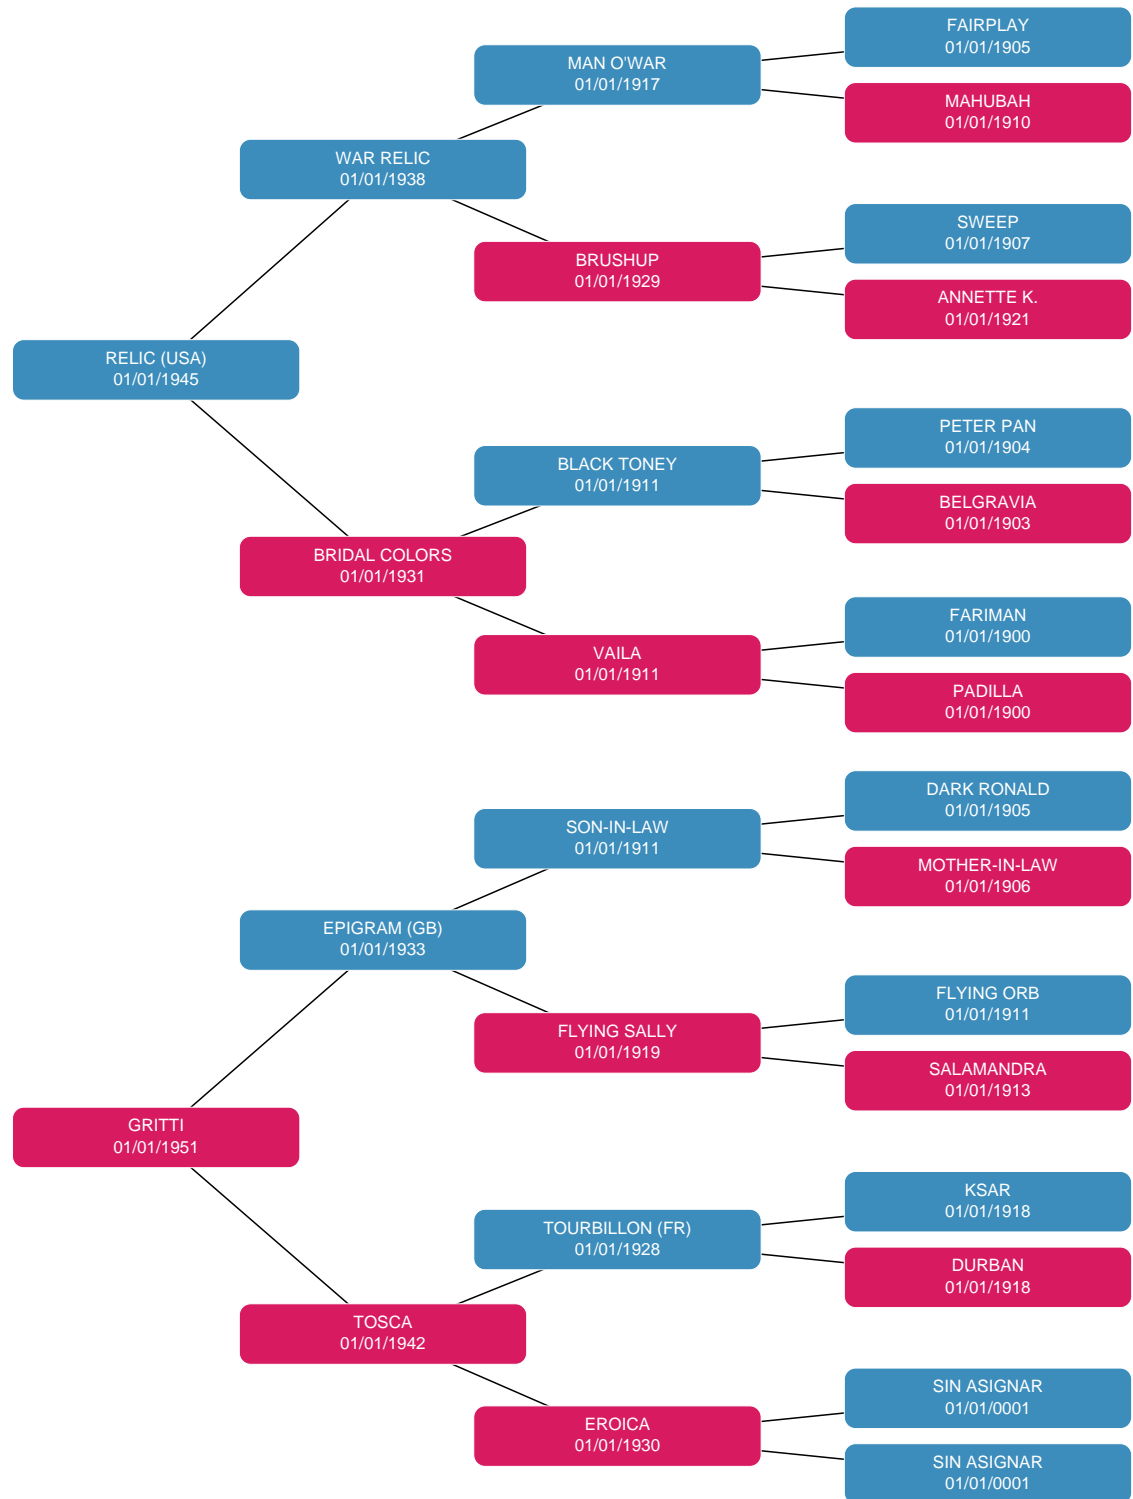 FAIRPLAY
01/01/1905
MAN O'WAR
01/01/1917
MAHUBAH
01/01/1910
WAR RELIC
01/01/1938
SWEEP
01/01/1907
BRUSHUP
01/01/1929
ANNETTE K.
01/01/1921
RELIC (USA)
01/01/1945
PETER PAN
01/01/1904
BLACK TONEY
01/01/1911
BELGRAVIA
01/01/1903
BRIDAL COLORS
01/01/1931
FARIMAN
01/01/1900
VAILA
01/01/1911
PADILLA
01/01/1900
DARK RONALD
01/01/1905
SON-IN-LAW
01/01/1911
MOTHER-IN-LAW
01/01/1906
EPIGRAM (GB)
01/01/1933
FLYING ORB
01/01/1911
FLYING SALLY
01/01/1919
SALAMANDRA
01/01/1913
GRITTI
01/01/1951
KSAR
01/01/1918
TOURBILLON (FR)
01/01/1928
DURBAN
01/01/1918
TOSCA
01/01/1942
SIN ASIGNAR
01/01/0001
EROICA
01/01/1930
SIN ASIGNAR
01/01/0001